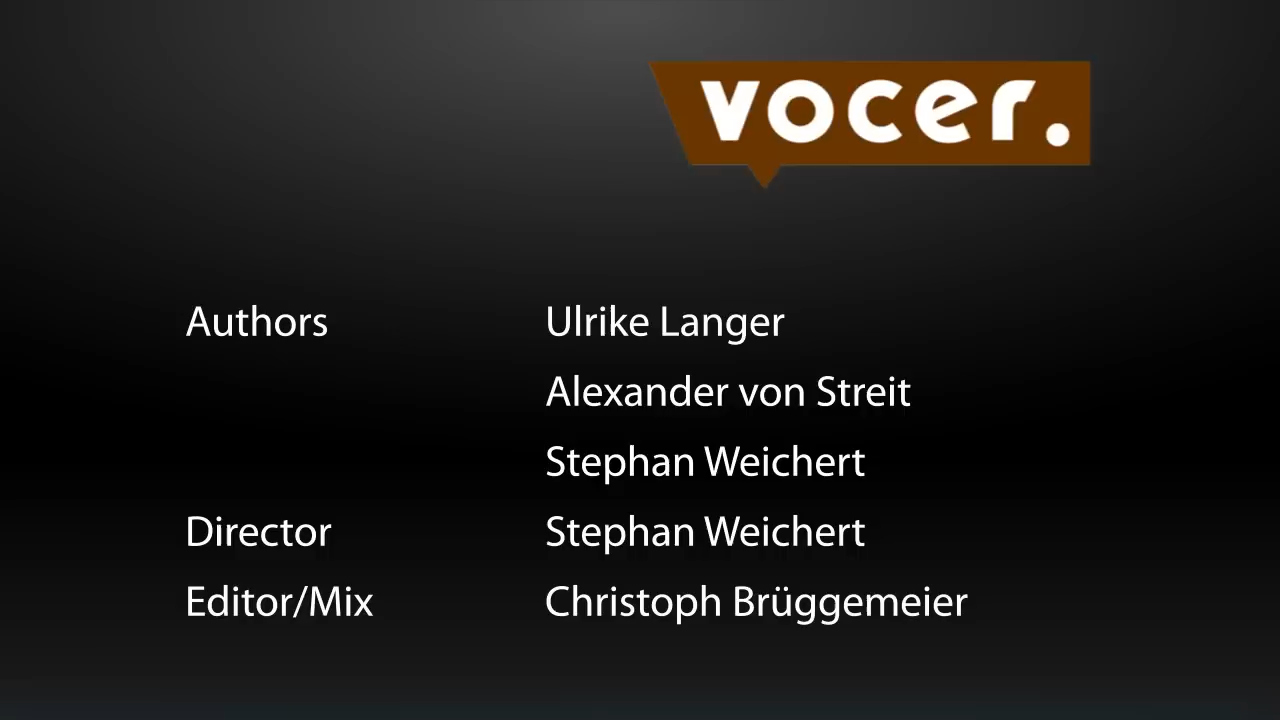 vocer.
Authors Ulrike Langer
Alexander von Streit
Stephan Weichert
Director Stephan Weichert
Editor/Mix Christoph Brüggemeier